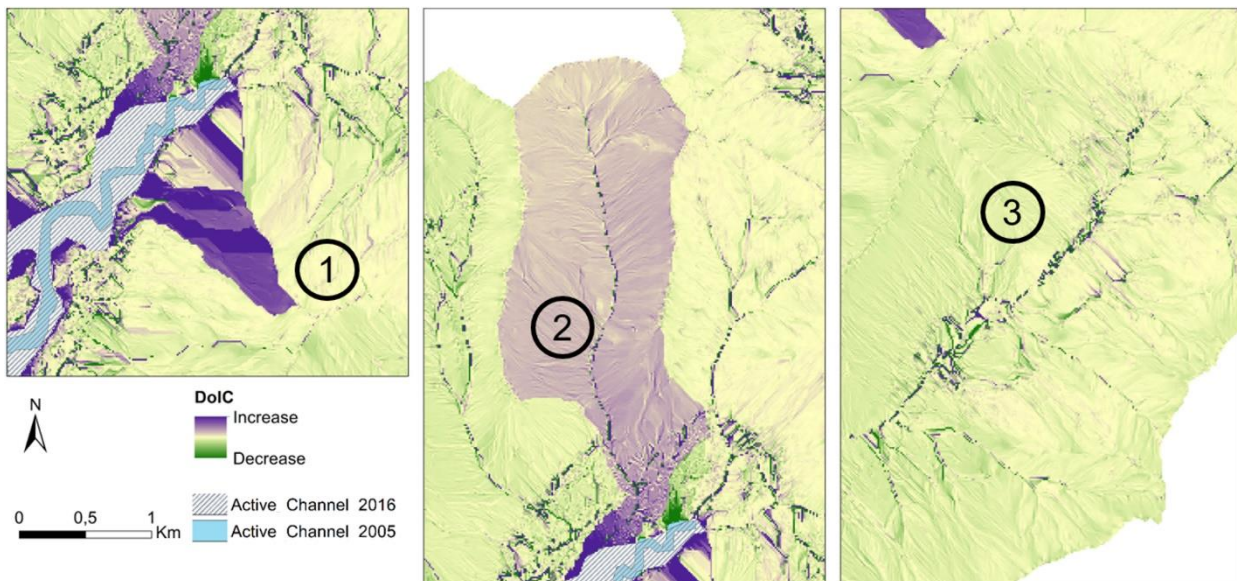 1
2
3
N
DoIC
Increase
Decrease
0 0,5 1
Km
Active Channel 2016
Active Channel 2005